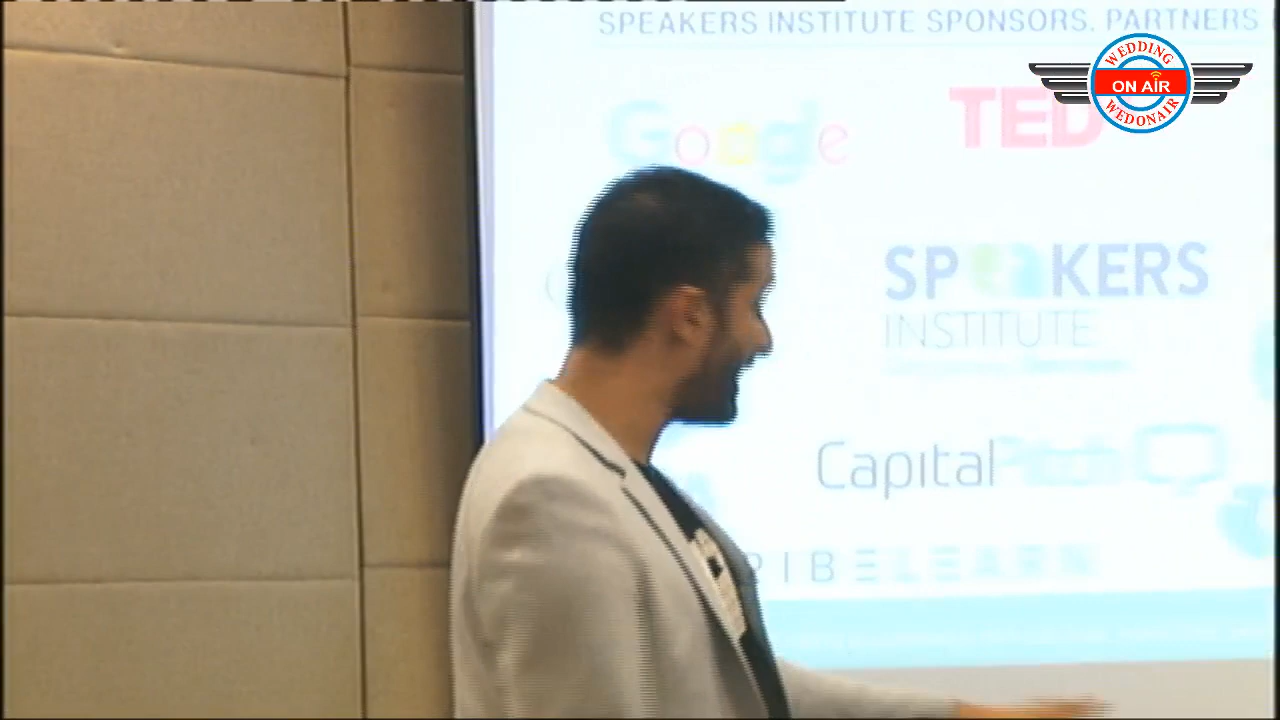 SPEAKERS INSTITUTE SPONSORS, PARTNERS
WEDDING
ON AIR
WEDONAIR
Google
TED
SPEAKERS
INSTITUTE
Capital